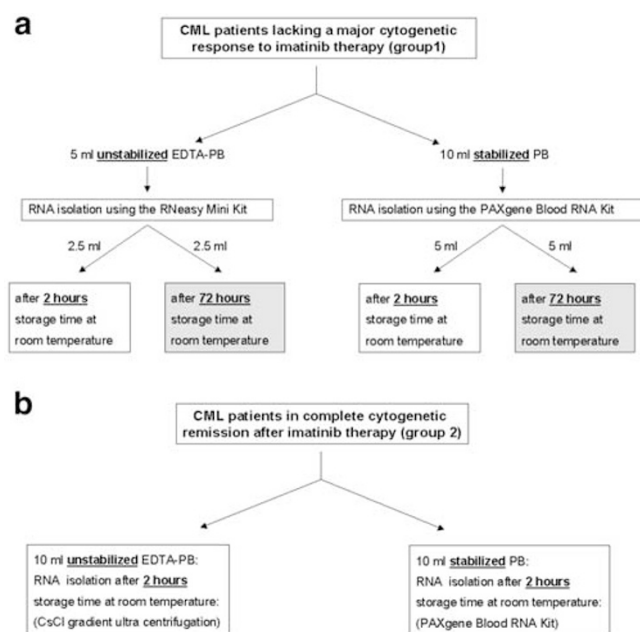 a
CML patients lacking a major cytogenetic
response to imatinib therapy (group1)
5 ml unstabilized EDTA-PB
10 ml stabilized PB
RNA isolation using the RNeasy Mini Kit
RNA isolation using the PAXgene Blood RNA Kit
2.5 ml
2.5 ml
5 ml
5 ml
after 2 hours
storage time at
room temperature
after 72 hours
storage time at
room temperature
after 2 hours
storage time at
room temperature
after 72 hours
storage time at
room temperature
b
CML patients in complete cytogenetic
remission after imatinib therapy (group 2)
10 ml unstabilized EDTA-PB:
RNA isolation after 2 hours
storage time at room temperature:
(CsCl gradient ultra centrifugation)
10 ml stabilized PB:
RNA isolation after 2 hours
storage time at room temperature:
(PAXgene Blood RNA Kit)